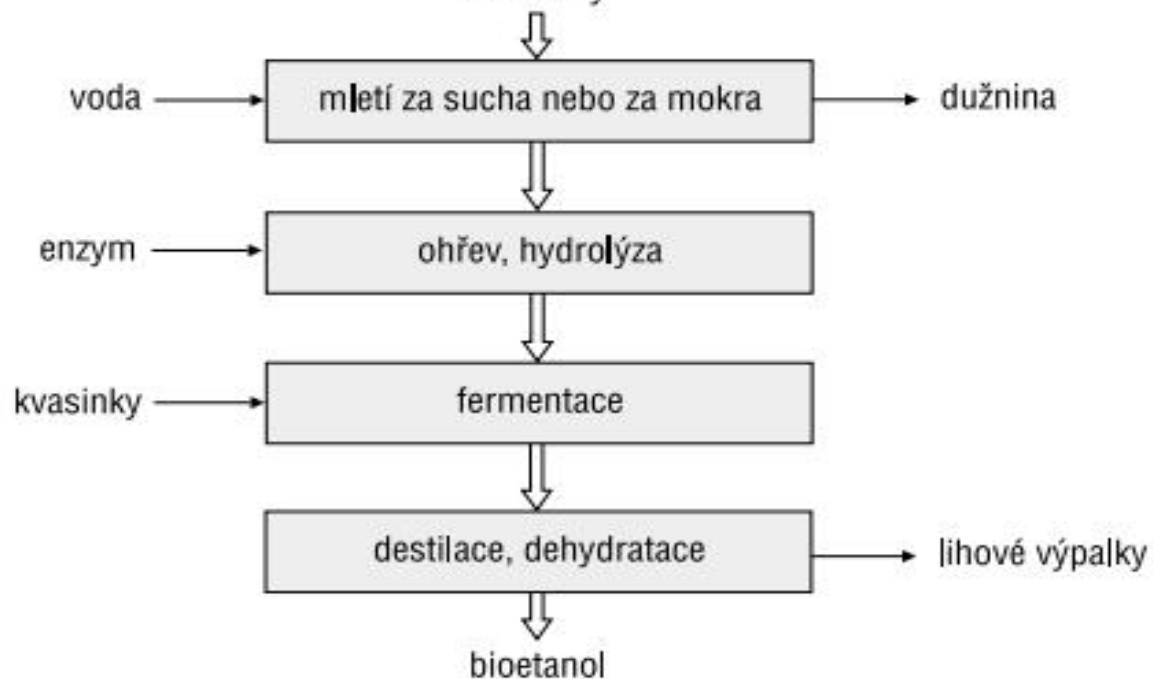 voda
mletí za sucha nebo za mokra
dužnina
enzym
ohřev, hydrolýza
kvasinky
fermentace
destilace, dehydratace
lihové výpalky
bioetanol